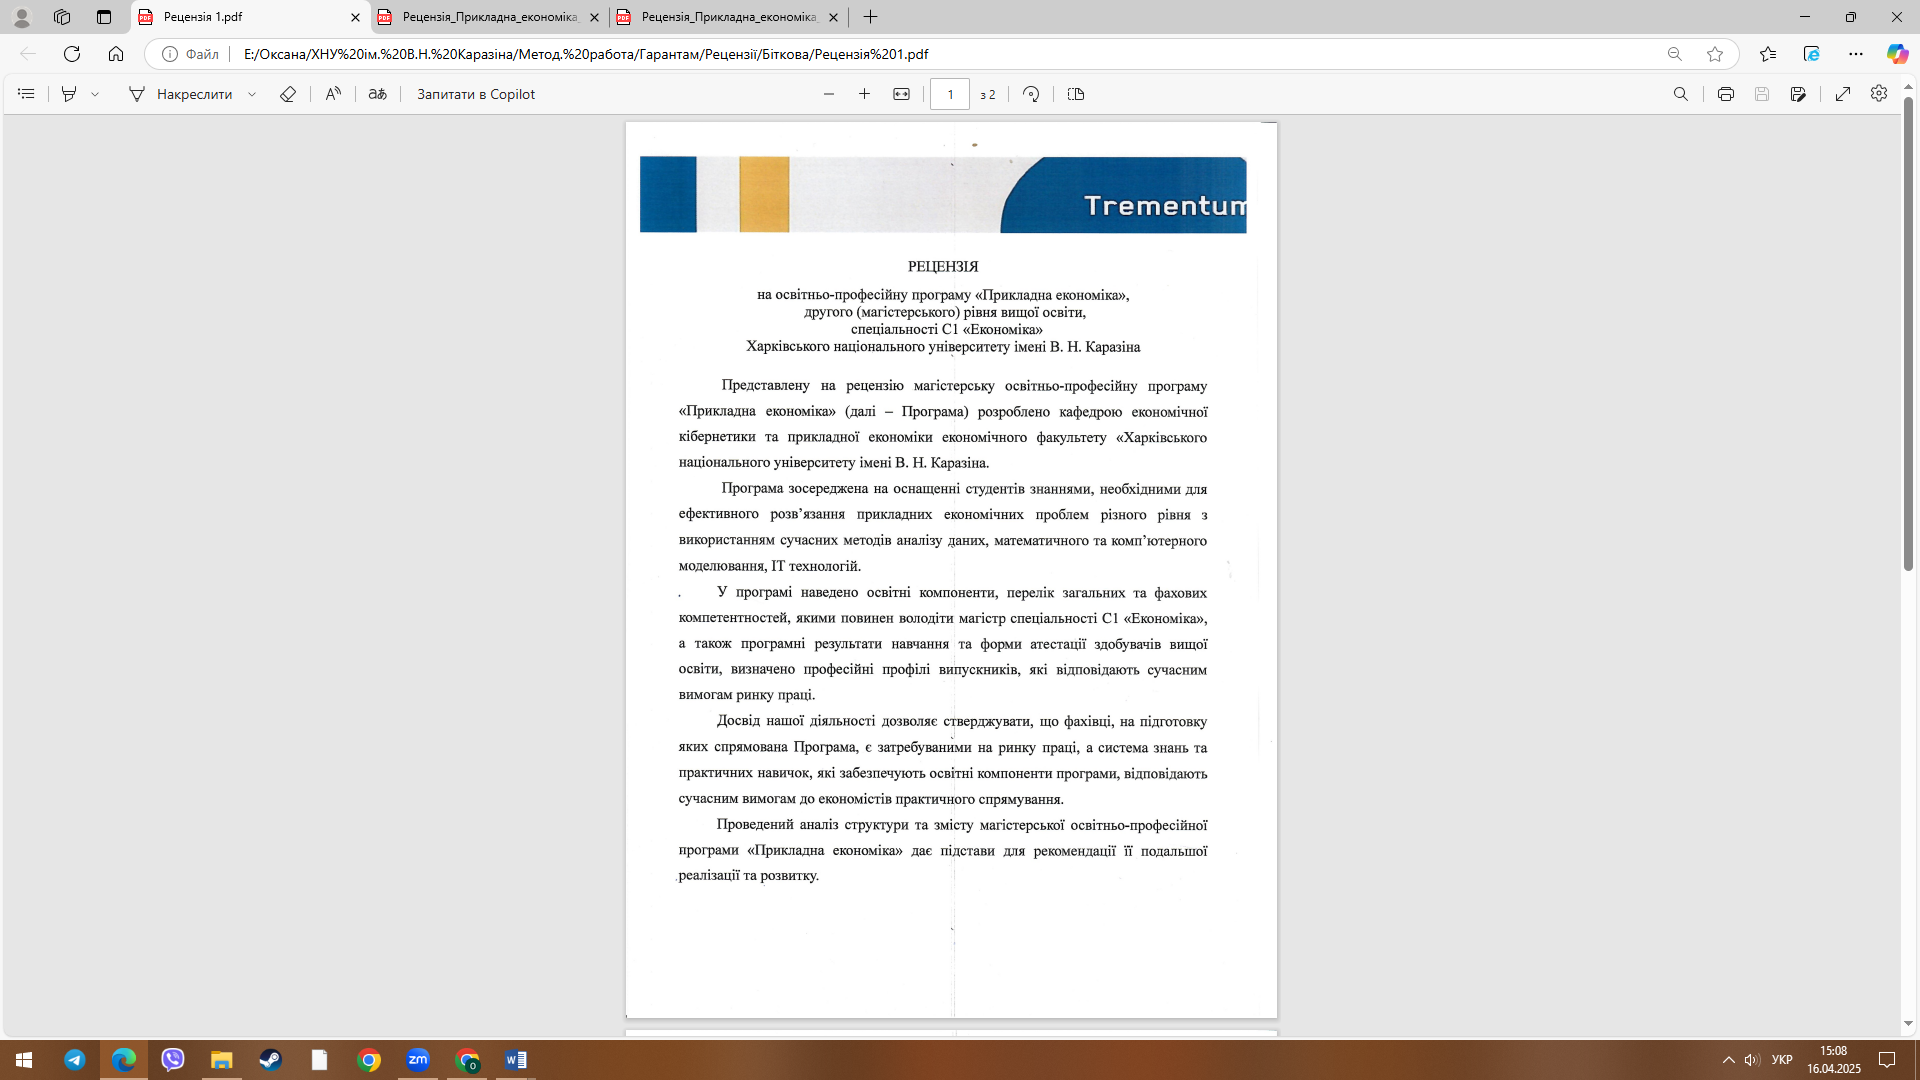 Рецензія 1.pdf
Рецензія_Прикладна_економіка_
Рецензія_Прикладна_економіка_
Файл
E:/Оксана/ХНУ%20ім.%20В.Н.%20Каразіна/Метод.%20работа/Гарантам/Рецензії/Біткова/Рецензія%201.pdf
Накреслити
Запитати в Copilot
1
з 2
Trementum
РЕЦЕНЗІЯ
на освітньо-професійну програму «Прикладна економіка»,
другого (магістерського) рівня вищої освіти,
спеціальності С1 «Економіка»
Харківського національного університету імені В. Н. Каразіна
Представлену на рецензію магістерську освітньо-професійну програму
«Прикладна економіка» (далі – Програма) розроблено кафедрою економічної
кібернетики та прикладної економіки економічного факультету «Харківського
національного університету імені В. Н. Каразіна.
Програма зосереджена на оснащенні студентів знаннями, необхідними для
ефективного розв’язання прикладних економічних проблем різного рівня з
використанням сучасних методів аналізу даних, математичного та комп’ютерного
моделювання, ІТ технологій.
. У програмі наведено освітні компоненти, перелік загальних та фахових
компетентностей, якими повинен володіти магістр спеціальності С1 «Економіка»,
а також програмні результати навчання та форми атестації здобувачів вищої
освіти, визначено професійні профілі випускників, які відповідають сучасним
вимогам ринку праці.
Досвід нашої діяльності дозволяє стверджувати, що фахівці, на підготовку
яких спрямована Програма, є затребуваними на ринку праці, а система знань та
практичних навичок, які забезпечують освітні компоненти програми, відповідають
сучасним вимогам до економістів практичного спрямування.
Проведений аналіз структури та змісту магістерської освітньо-професійної
програми «Прикладна економіка» дає підстави для рекомендації її подальшої
реалізації та розвитку.
zm
O
УКР
15:08
16.04.2025